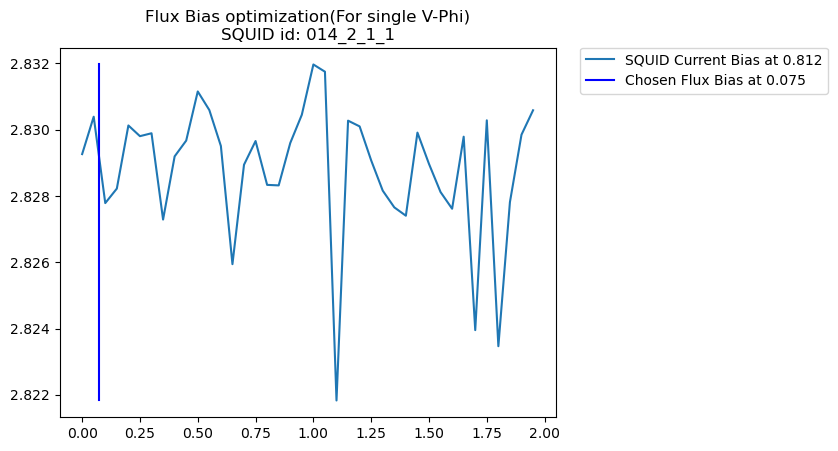 Flux Bias optimization(For single V-Phi)
SQUID id: 014_2_1_1
SQUID Current Bias at 0.812
Chosen Flux Bias at 0.075
2.832
2.830
2.828
2.826
2.824
2.822
0.00 0.25 0.50 0.75 1.00 1.25 1.50 1.75 2.00